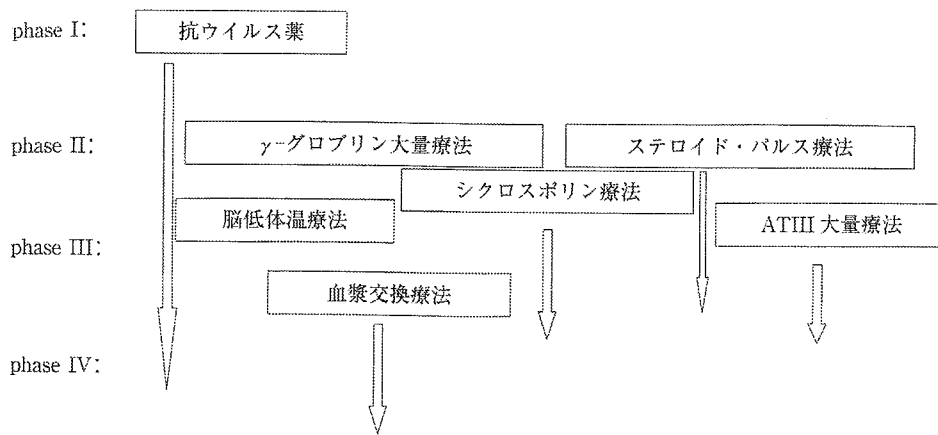 phase I:
抗ウイルス薬
phase II:
γ-グロブリン大量療法
ステロイド・パルス療法
シクロスポリン療法
脳低体温療法
ATIII 大量療法
phase III:
血漿交換療法
phase IV: